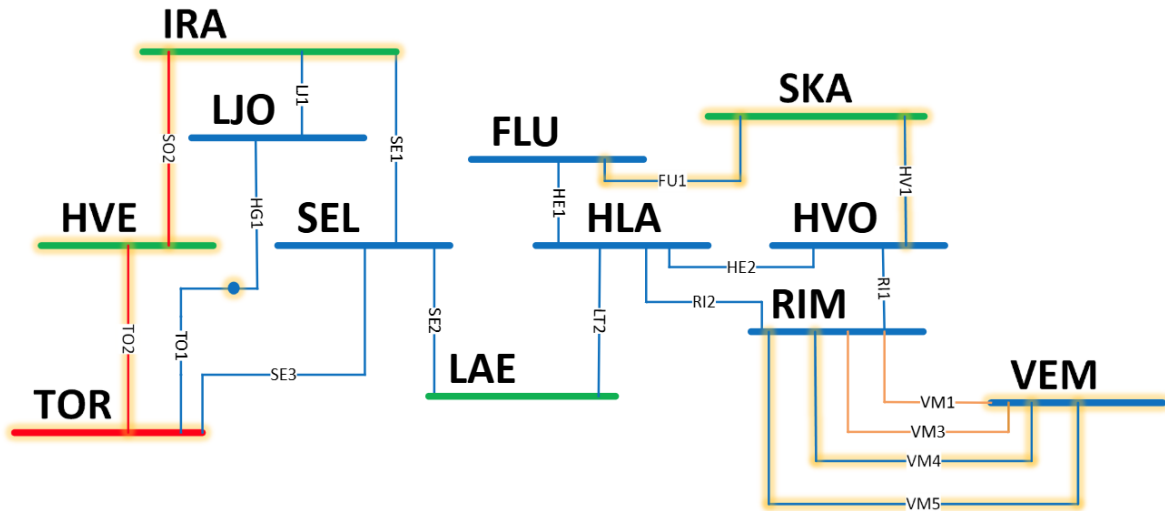 IRA
SKA
LJ1
LJO
FLU
SO2
SE1
HV1
HE1
FU1
HG1
HVE
SEL
HLA
HVO
HE2
RI1
RI2
RIM
TO2
TO1
SE2
LT2
LAE
VEM
SE3
TOR
VM1
VM3
VM4
VM5